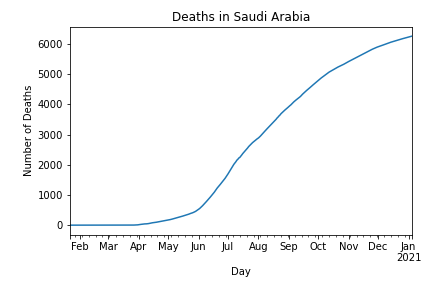 Deaths in Saudi Arabia
Number of Deaths
6000
5000
4000
3000
2000
1000
0
Feb Mar Apr May Jun Jul Aug Sep Oct Nov Dec Jan
2021
Day